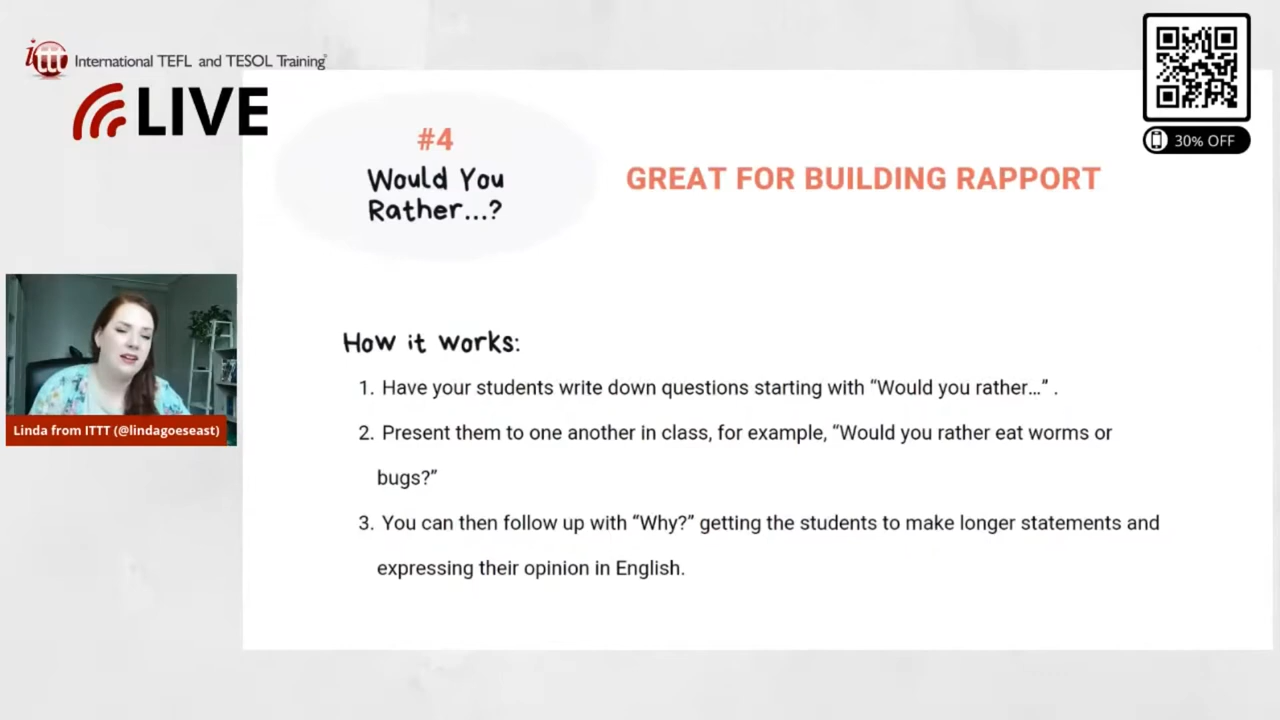 ittt International TEFL and TESOL Training
LIVE
30% OFF
#4
Would You
Rather...?
GREAT FOR BUILDING RAPPORT
Linda from ITTT (@lindagoeseast)
How it works:
1. Have your students write down questions starting with “Would you rather...” .
2. Present them to one another in class, for example, “Would you rather eat worms or
bugs?”
3. You can then follow up with “Why?” getting the students to make longer statements and
expressing their opinion in English.